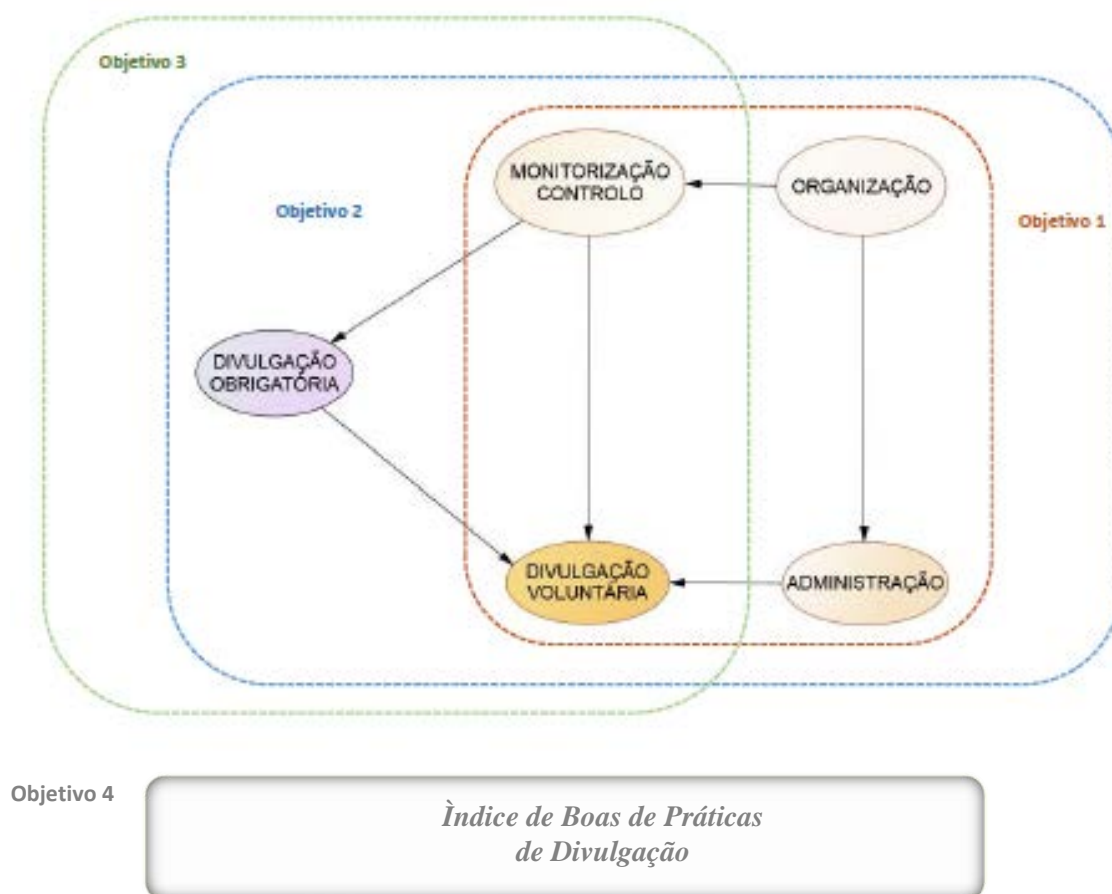 Objetivo 3
MONITORIZAÇÃO
CONTROLO
ORGANIZAÇÃO
Objetivo 2
Objetivo 1
DIVULGAÇÃO
OBRIGATÓRIA
DIVULGAÇÃO
VOLUNTÁRIA
ADMINISTRAÇÃO
Objetivo 4
Ìndice de Boas de Práticas
de Divulgação